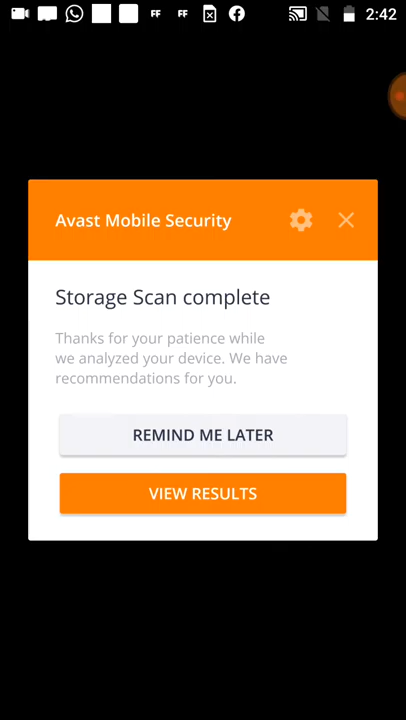 FF FF 2:42
Avast Mobile Security
Storage Scan complete
Thanks for your patience while
we analyzed your device. We have
recommendations for you.
REMIND ME LATER
VIEW RESULTS